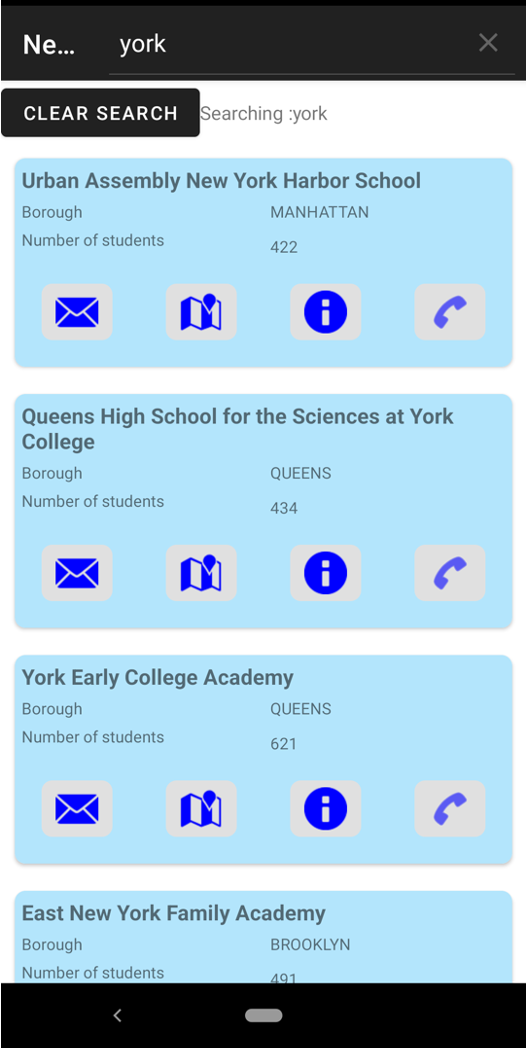 Ne... york
CLEAR SEARCH Searching :york
Urban Assembly New York Harbor School
Borough MANHATTAN
Number of students 422
Queens High School for the Sciences at York
College
Borough QUEENS
Number of students 434
York Early College Academy
Borough QUEENS
Number of students 621
East New York Family Academy
Borough BROOKLYN
Number of students 491